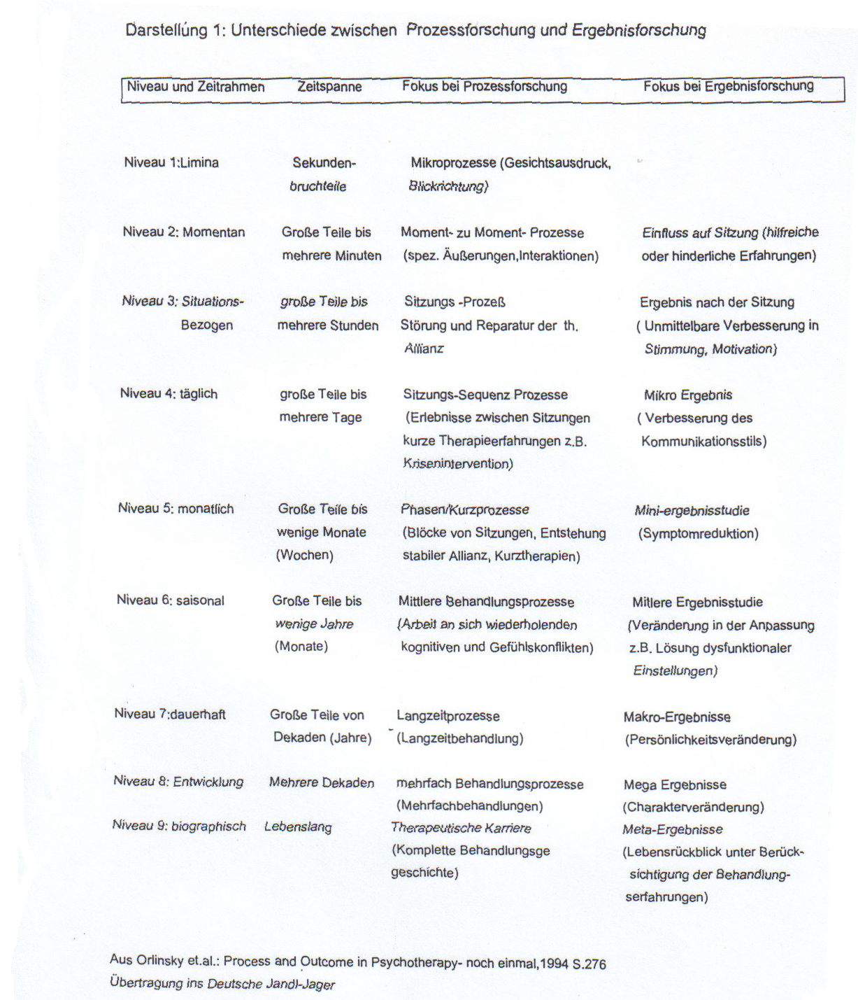 Darstellung 1: Unterschiede zwischen Prozessforschung und Ergebnisforschung
Niveau und Zeitrahmen Zeitspanne Fokus bei Prozessforschung Fokus bei Ergebnisforschung
Niveau 1:Limina Sekunden- Mikroprozesse (Gesichtsausdruck,
bruchteile Blickrichtung)
Niveau 2: Momentan Große Teile bis Moment- zu Moment- Prozesse Einfluss auf Sitzung (hilfreiche
mehrere Minuten (spez. Äußerungen,Interaktionen) oder hinderliche Erfahrungen)
Niveau 3: Situations- große Teile bis Sitzungs -Prozeß Ergebnis nach der Sitzung
Bezogen mehrere Stunden Störung und Reparatur der th. ( Unmittelbare Verbesserung in
Allianz Stimmung, Motivation)
Niveau 4: täglich große Teile bis Sitzungs-Sequenz Prozesse Mikro Ergebnis
mehrere Tage (Erlebnisse zwischen Sitzungen ( Verbesserung des
kurze Therapieerfahrungen z.B. Kommunikationsstils)
Krisenintervention)
Niveau 5: monatlich Große Teile bis Phasen/Kurzprozesse Mini-ergebnisstudie
wenige Monate (Blöcke von Sitzungen, Entstehung (Symptomreduktion)
(Wochen) stabiler Allianz, Kurztherapien)
Niveau 6: saisonal Große Teile bis Mittlere Behandlungsprozesse Mitlere Ergebnisstudie
wenige Jahre (Arbeit an sich wiederholenden (Veränderung in der Anpassung
(Monate) kognitiven und Gefühlskonflikten) z.B. Lösung dysfunktionaler
Einstellungen)
Niveau 7:dauerhaft Große Teile von Langzeitprozesse Makro-Ergebnisse
Dekaden (Jahre) (Langzeitbehandlung) (Persönlichkeitsveränderung)
Niveau 8: Entwicklung Mehrere Dekaden mehrfach Behandlungsprozesse Mega Ergebnisse
(Mehrfachbehandlungen) (Charakterveränderung)
Niveau 9: biographisch Lebenslang Therapeutische Karriere Meta-Ergebnisse
(Komplette Behandlungsge (Lebensrückblick unter Berück-
geschichte) sichtigung der Behandlung-
serfahrungen)
Aus Orlinsky et.al.: Process and Outcome in Psychotherapy- noch einmal,1994 S.276
Übertragung ins Deutsche Jandl-Jager